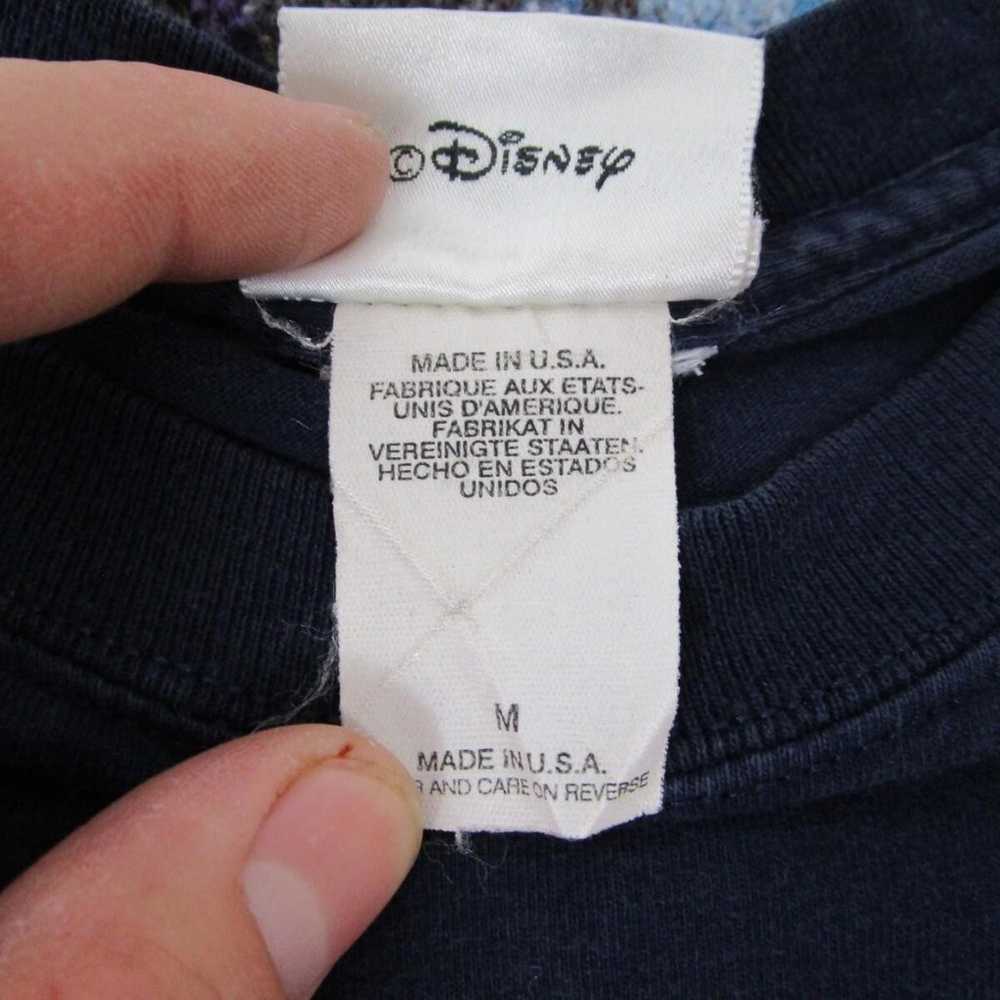 © Disney
MADE IN U.S.A.
FABRIQUE AUX ETATS-
UNIS D'AMERIQUE.
FABRIKAT IN
VEREINIGTE STAATEN.
HECHO EN ESTADOS
UNIDOS
M
MADE IN U.S.A.
AND CARE ON REVERSE